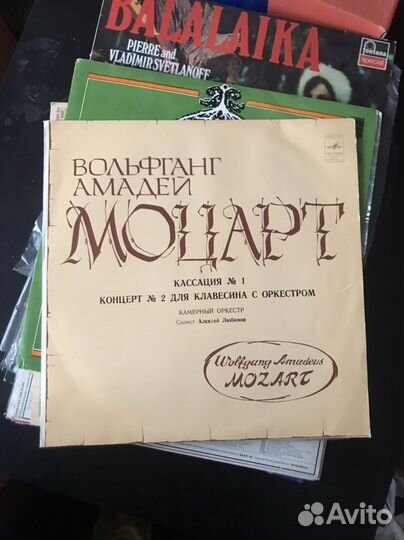 BALALAIKA
PIERRE and
VLADIMIR SVETLANOFF
fontana
special
ВОЛЬФГАНГ
АМАДЕЙ
МОЦАРТ
КАССАЦИЯ № 1
КОНЦЕРТ № 2 ДЛЯ КЛАВЕСИНА С ОРКЕСТРОМ
КАМЕРНЫЙ ОРКЕСТР
Солист Алексей Любимов
Wolfgang Amadeus
MOZART
Avito